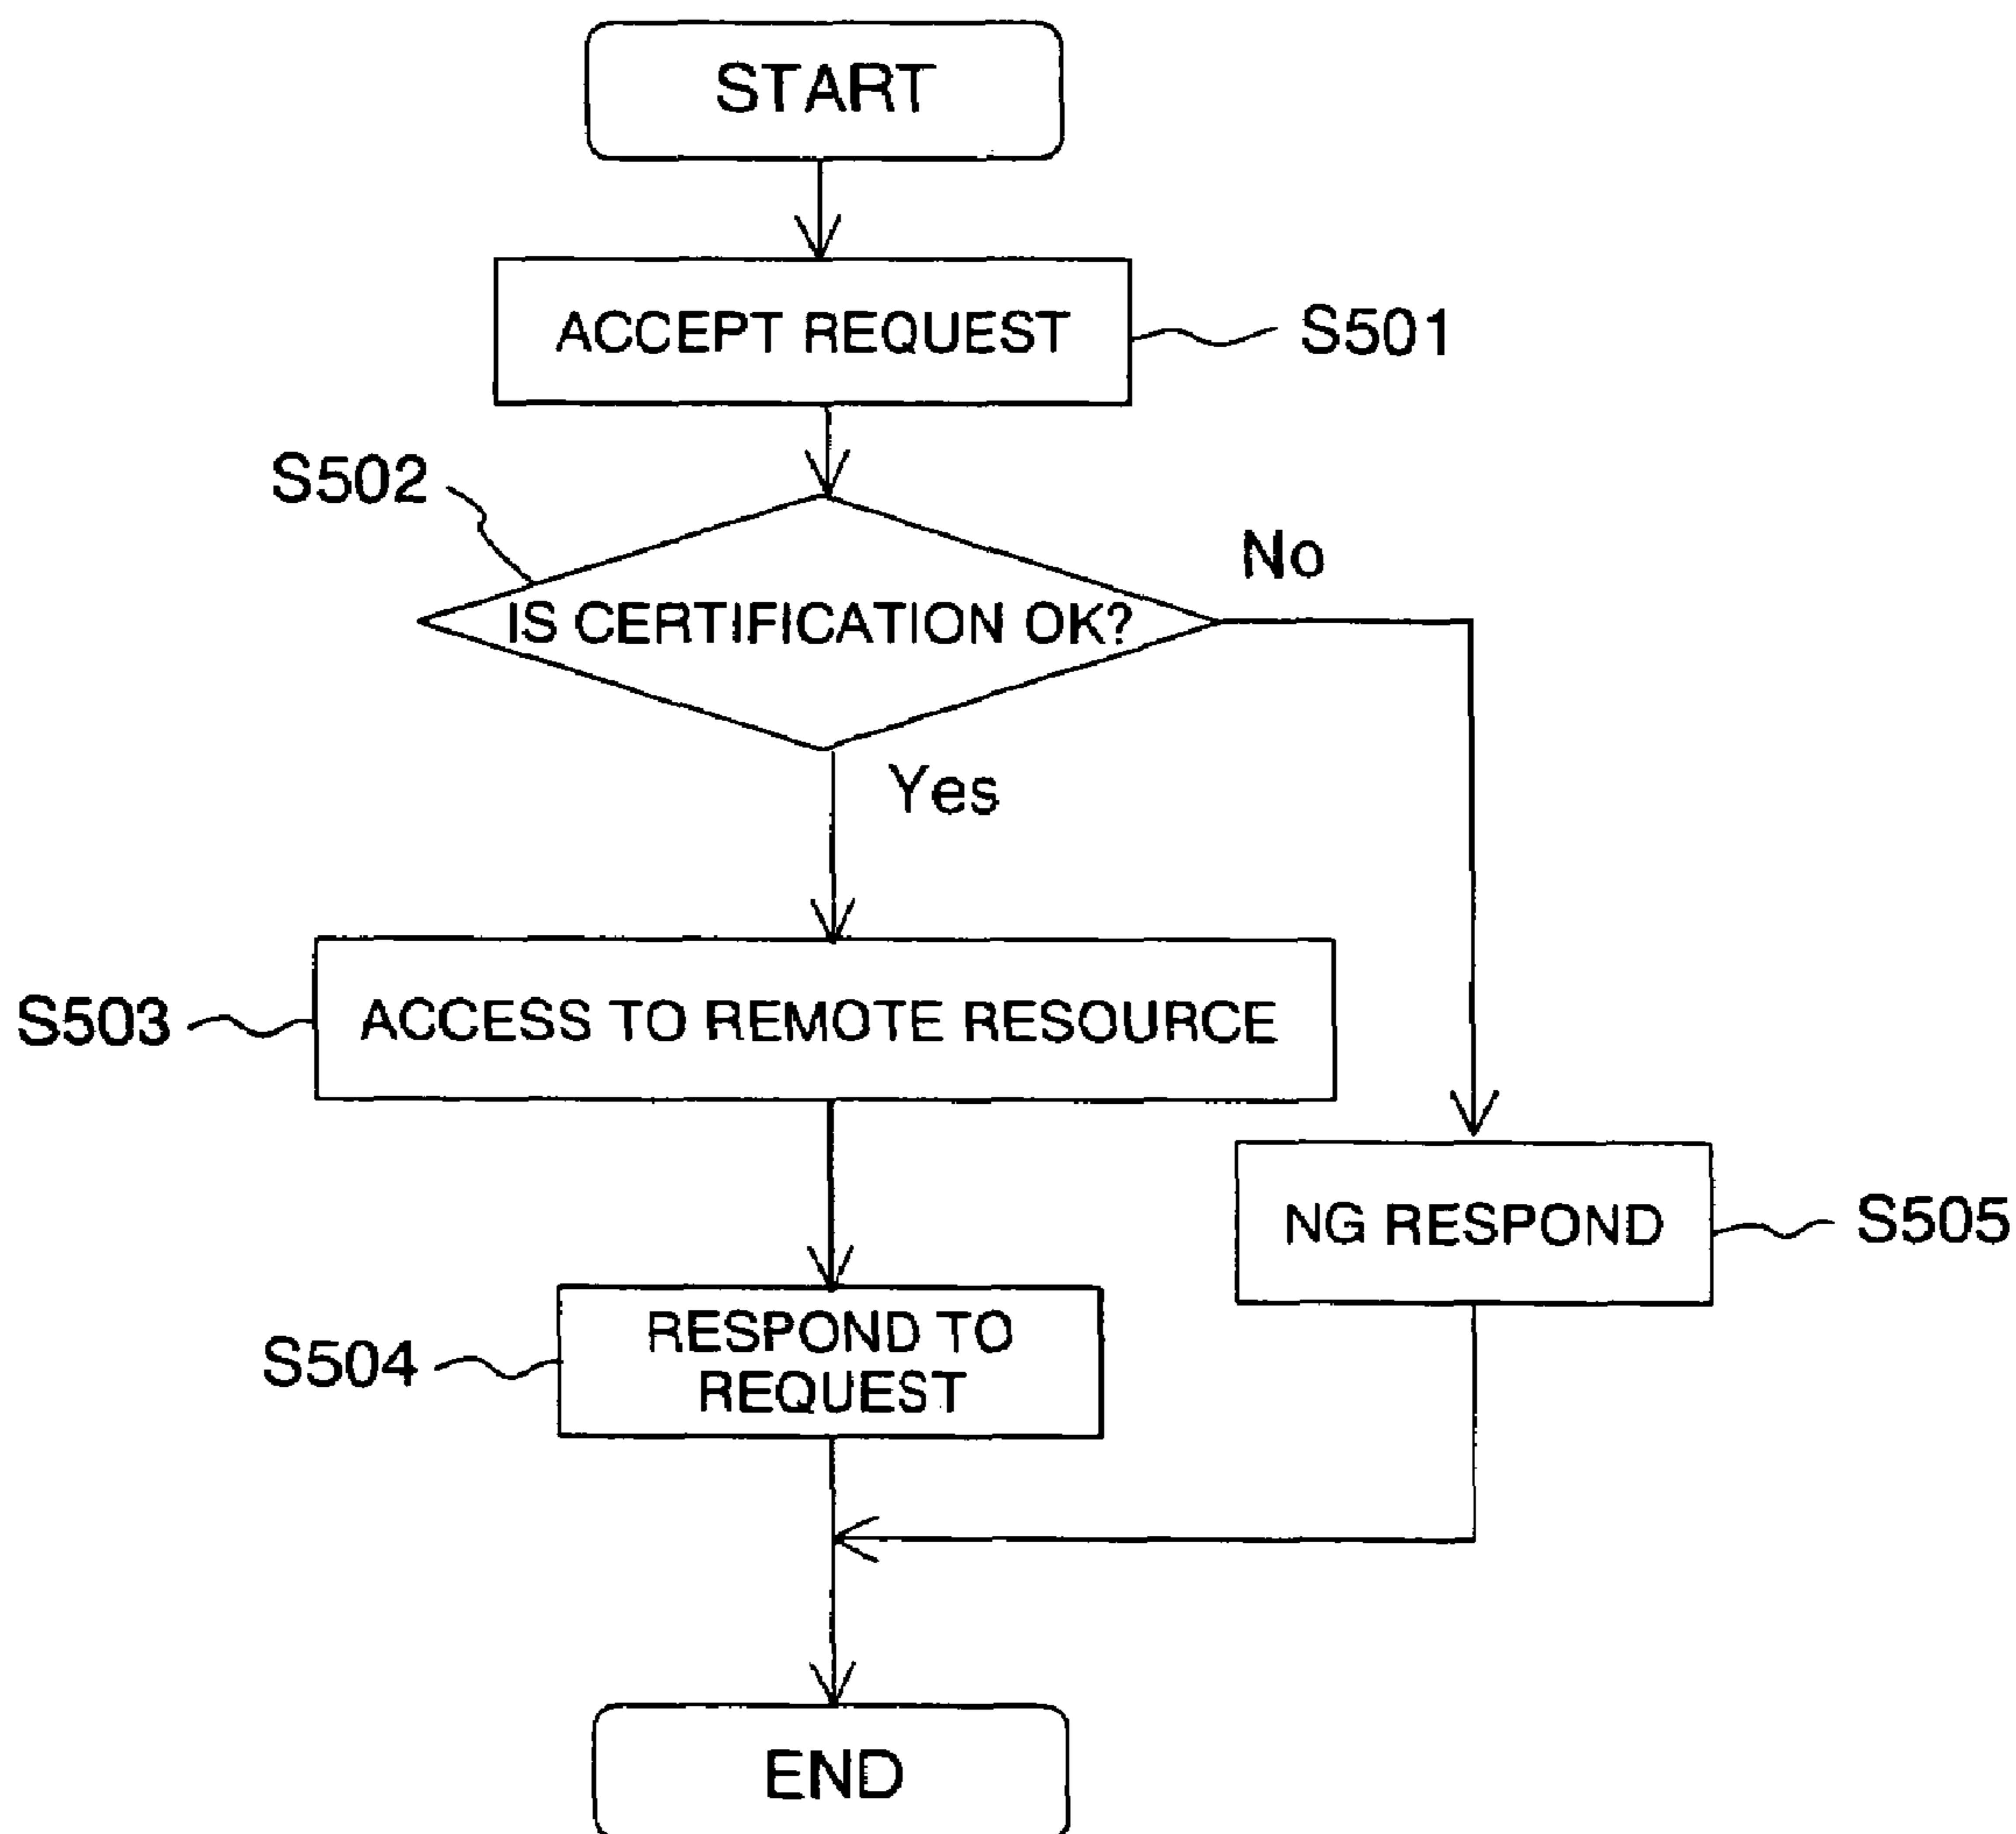 START
ACCEPT REQUEST
S501
S502
No
IS CERTIFICATION OK?
Yes
S503
ACCESS TO REMOTE RESOURCE
NG RESPOND
S505
S504
RESPOND TO
REQUEST
END